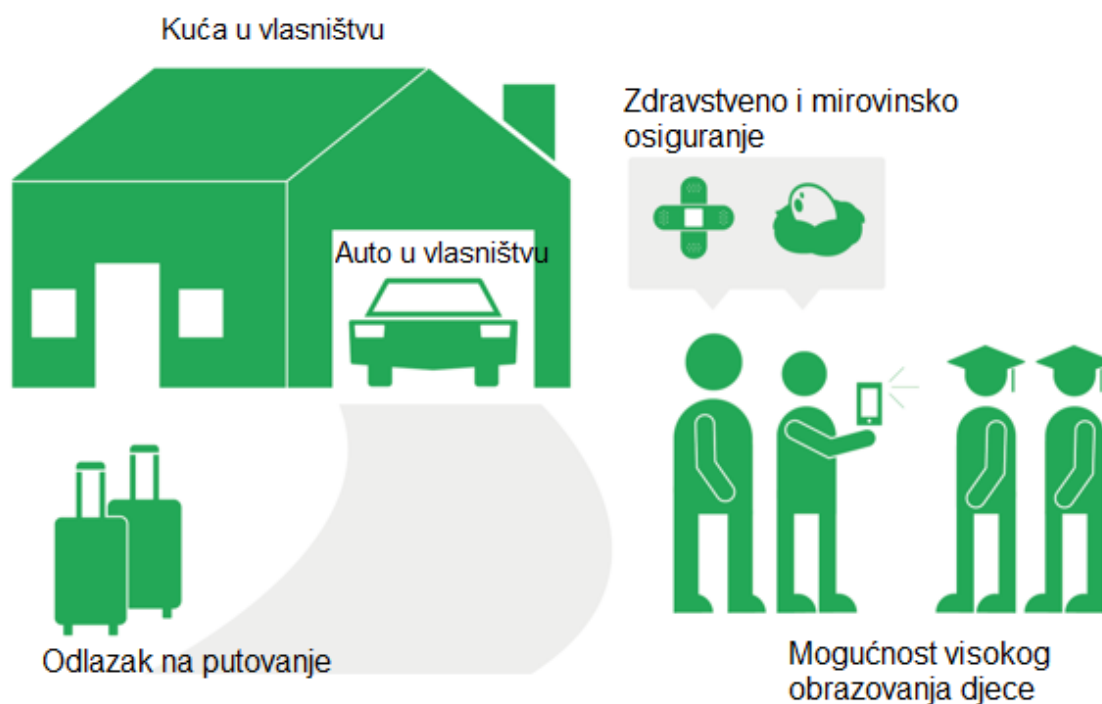 Kuća u vlasništvu
Zdravstveno i mirovinsko
osiguranje
Auto u vlasništvu
Odlazak na putovanje
Mogućnost visokog
obrazovanja djece